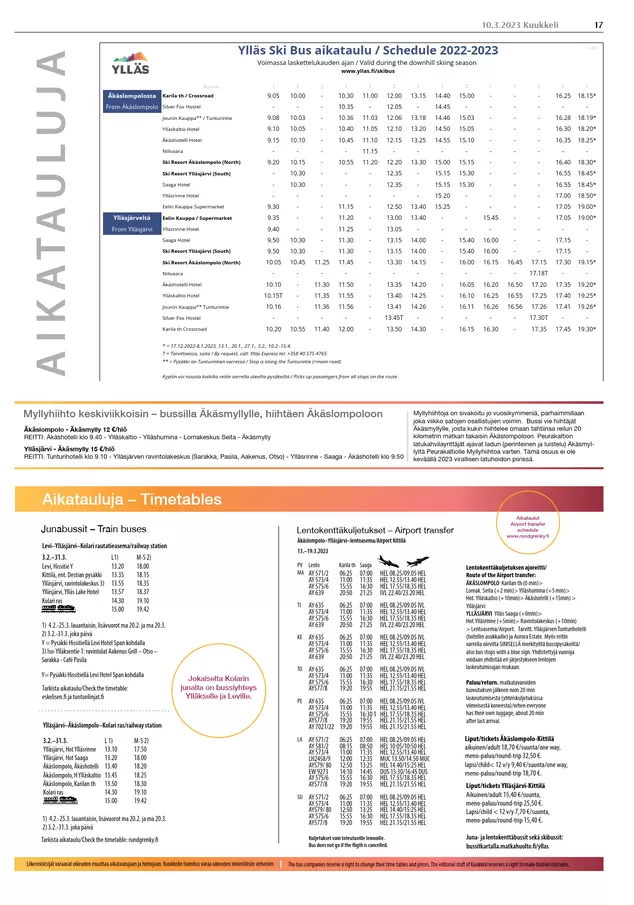 10.3.2023 Kuukkeli 17
AIKATAULUJA
YLLÄS
Ylläs Ski Bus aikataulu / Schedule 2022-2023
Voimassa laskettelukauden ajan / Valid during the downhill skiing season
www.yllas.fi/skibus
Äkäslompolosta Karila th / Crossroad 9.05 10.00 - 10.30 11.00 12.00 13.15 14.40 15.00 - - - 16.25 18.15*
From Äkäslompolo Silver Fox Hostel - - - 10.35 - 12.05 - 14.45 - - - - - -
Jounin Kauppa** / Tunturintie 9.08 10.03 - 10.36 11.03 12.06 13.18 14.46 15.03 - - - 16.28 18.19*
Ylläskaltio Hotel 9.10 10.05 - 10.40 11.05 12.10 13.20 14.50 15.05 - - - 16.30 18.20*
Äkäshotelli Hotel 9.15 10.10 - 10.45 11.10 12.15 13.25 14.55 15.10 - - - 16.35 18.25*
Nilivaara - - - - 11.15 - - - - - - - - -
Ski Resort Äkäslompolo (North) 9.20 10.15 - 10.55 11.20 12.20 13.30 15.00 15.15 - - - 16.40 18.30*
Ski Resort Ylläsjärvi (South) - 10.30 - - - 12.35 - 15.15 15.30 - - - 16.55 18.45*
Saaga Hotel - 10.30 - - - 12.35 - 15.15 15.30 - - - 16.55 18.45*
Ylläsrinne Hotel - - - - - - - 15.20 - - - - 17.00 18.50*
Eelin Kauppa / Supermarket 9.30 - - 11.15 - 12.50 13.40 15.25 - - - - 17.05 19.00*
Ylläsjärveltä Eelin Kauppa / Supermarket 9.35 - - 11.20 - 13.00 13.40 - - 15.45 - - 17.05 19.00*
From Ylläsjärvi Ylläsrinne Hotel 9.40 - - 11.25 - 13.05 - - - - - - - -
Saaga Hotel 9.50 10.30 - 11.30 - 13.15 14.00 - 15.40 16.00 - - 17.15 -
Ski Resort Ylläsjärvi (South) 9.50 10.30 - 11.30 - 13.15 14.00 - 15.40 16.00 - - 17.15 -
Ski Resort Äkäslompolo (North) 10.05 10.45 11.25 11.45 - 13.30 14.15 - 16.00 16.15 16.45 17.15 17.30 19.15*
Nilivaara - - - - - - - - - - - 17.18T - -
Äkäshotelli Hotel 10.10 - 11.30 11.50 - 13.35 14.20 - 16.05 16.20 16.50 17.20 17.35 19.20*
Ylläskaltio Hotel 10.15T - 11.35 11.55 - 13.40 14.25 - 16.10 16.25 16.55 17.25 17.40 19.25*
Jounin Kauppa** / Tunturintie 10.16 - 11.36 11.56 - 13.41 14.26 - 16.11 16.26 16.56 17.26 17.41 19.26*
Silver Fox Hostel - - - - - 13.45T - - - - - 17.30T - -
Karila th Crossroad 10.20 10.55 11.40 12.00 - 13.50 14.30 - 16.15 16.30 - 17.35 17.45 19.30*
* = 17.12.2022-8.1.2023, 13.1., 20.1., 27.1., 3.2., 10.2.-15.4.
T = Tarvittaessa, soita / By request, call: Ylläs Express tel: +358 40 575 4765
** = Pysäkki on Tunturintien varressa / Stop is along the Tunturintie (=main road)
Kyytiin voi nousta kaikilta reitin varrella olevilta pysäkeiltä / Picks up passengers from all stops on the route
Myllyhiihto keskiviikkoisin – bussilla Äkäsmyllylle, hiihtäen Äkäslompoloon
Äkäslompolo - Äkäsmylly 12 €/hlö
REITTI: Äkäshotelli klo 9.40 - Ylläskaltio - Yllashumina - Lomakeskus Seita - Äkäsmylly
Ylläsjärvi - Äkäsmylly 15 €/hlö
REITTI: Tunturihotelli klo 9.10 - Ylläsjärven ravintolakeskus (Sarakka, Pasila, Aakenus, Otso) - Ylläsrinne - Saaga - Äkäshotelli klo 9.50
Myllyhiihtoja on sivakoitu jo vuosikymmeniä, parhaimmillaan
joka viikko satojen osallistujien voimin. Bussi vie hiihtäjät
Äkäsmyllylle, josta kukin hiihtelee omaan tahtiinsa reilun 20
kilometrin matkan takaisin Äkäslompoloon. Peurakaltion
latukahvilayrittäjät ajavat ladun (perinteinen ja luistelu) Äkäsmyl-
lyltä Peurakaltiolle Myllyhiihtoa varten. Tämä osuus ei ole
keväällä 2023 virallisen latuhoidon piirissä.
Aikatauluja – Timetables
Aikataulut
Airport transfer
schedule
www.rundgrenky.fi
Junabussit – Train buses
Levi–Ylläsjärvi–Kolari rautatieasema/railway station
3.2.–31.3. L1) M-S 2)
Levi, Hissitie Y 13.20 18.00
Kittilä, ent. Destian pysäkki 13.35 18.15
Ylläsjärvi, ravintolakeskus 3) 13.55 18.35
Ylläsjärvi, Ylläs Lake Hotel 13.57 18.37
Kolari ras 14.30 19.10
15.00 19.42
1) 4.2.-25.3. lauantaisin, lisävuorot ma 20.2. ja ma 20.3.
2) 3.2.-31.3. joka päivä
Y = Pysäkki Hissitiellä Levi Hotel Span kohdalla
3) Iso-Ylläksentie 1: ravintolat Aakenus Grill – Otso –
Sarakka - Café Pasila
Y= Pysäkki Hissitiellä Levi Hotel Span kohdalla
Tarkista aikataulu/Check the timetable:
eskelisen.fi ja tunturilinjat.fi
Jokaiselta Kolarin
junalta on bussiyhteys
Ylläkselle ja Leville.
Ylläsjärvi–Äkäslompolo–Kolari ras/railway station
3.2.–31.3. L 1) M-S 2)
Ylläsjärvi, Hot Ylläsrinne 13.10 17.50
Ylläsjärvi, Hot Saaga 13.20 18.00
Äkäslompolo, Äkäshotelli 13.40 18.20
Äkäslompolo, H Ylläskaltio 13.45 18.25
Äkäslompolo, Karilan th 13.50 18.30
Kolari ras 14.30 19.10
15.00 19.42
1) 4.2.-25.3. lauantaisin, lisävuorot ma 20.2. ja ma 20.3.
2) 3.2.-31.3. joka päivä
Tarkista aikataulu/Check the timetable: rundgrenky.fi
Lentokenttäkuljetukset – Airport transfer
Äkäslompolo–Ylläsjärvi–lentoasema/airport Kittilä
13.–19.3.2023
PV Lento Karila th Saaga
MA AY 571/2 06:25 07:00 HEL 08.25/09.05 HEL
AY 573/4 11:00 11:35 HEL 12.55/13.40 HEL
AY 575/6 15:55 16:30 HEL 17.55/18.35 HEL
AY 639 20:50 21:25 IVL 22.40/23.20 HEL
TI AY 635 06:25 07:00 HEL 08.25/09.05 IVL
AY 573/4 11:00 11:35 HEL 12.55/13.40 HEL
AY 575/6 15:55 16:30 HEL 17.55/18.35 HEL
AY 639 20:50 21:25 IVL 22.40/23.20 HEL
KE AY 635 06:25 07:00 HEL 08.25/09.05 IVL
AY 573/4 11:00 11:35 HEL 12.55/13.40 HEL
AY 575/6 15:55 16:30 HEL 17.55/18.35 HEL
AY 639 20:50 21:25 IVL 22.40/23.20 HEL
TO AY 635 06:25 07:00 HEL 08.25/09.05 IVL
AY 573/4 11:00 11:35 HEL 12.55/13.40 HEL
AY 575/6 15:55 16:30 HEL 17.55/18.35 HEL
AY577/8 19:20 19:55 HEL 21.15/21.55 HEL
PE AY 635 06:25 07:00 HEL 08.25/09.05 IVL
AY 573/4 11:00 11:35 HEL 12.55/13.40 HEL
AY 575/6 15:55 16:30 HEL 17.55/18.35 HEL
AY577/8 19:20 19:55 HEL 21.15/21.55 HEL
AY 7021/22 19:20 19:55 HEL 21.15/21.55 HEL
LA AY 571/2 06:25 07:00 HEL 08.25/09.05 HEL
AY 581/2 08:15 08:50 HEL 10:05/10:50 HEL
AY 573/4 11:00 11:35 HEL 12.55/13.40 HEL
LH2458/9 12:00 12:35 MUC 13.50/14.50 MUC
AY579/ 80 12:50 13:25 HEL 14.40/15:25 HEL
EW 9273 14:10 14:45 DUS 15:30/16:45 DUS
AY 575/6 15:55 16:30 HEL 17.55/18.35 HEL
AY577/8 19:20 19:55 HEL 21.15/21.55 HEL
SU AY 571/2 06:25 07:00 HEL 08.25/09.05 HEL
AY 573/4 11:00 11:35 HEL 12.55/13.40 HEL
AY579/ 80 12:50 13:25 HEL 14.40/15:25 HEL
AY 575/6 15:55 16:30 HEL 17.55/18.35 HEL
AY577/8 19:20 19:55 HEL 21.15/21.55 HEL
Kuljetukset vain toteutuville lennoille.
Bus does not go if the fligth is cancelled.
Lentokenttäkuljetuksen ajoreitti/
Route of the Airport transfer:
ÄKÄSLOMPOLO Karilan th (0 min)>
Lomak. Seita (+2 min)> Ylläshumina (+5 min)>
Hot. Ylläskaltio (+10min)> Äkäshotelli (+15min) >
Ylläsjärvi
YLLÄSJÄRVI Ylläs Saaga (+0min)>
Hot Ylläsrinne (+5min)> Ravintolakeskus (+10min)
> Lentoasema/Airport. Tarvitt. Ylläsjärven Tunturihotelli
(hotellin asiakkaille) ja Aurora Estate. Myös reitin
varrella olevilta SINISELLÄ merkityiltä bussipysäkeiltä/
also bus stops with a blue sign. Yhdistettyjä vuoroja
voidaan yhdistää eri järjestykseen lentojen
laskeutumisajan mukaan.
Paluu/return, matkatavaroiden
luovutuksen jälkeen noin 20 min
laskeutumisesta (yhteiskuljetuksissa
viimeisestä koneesta)/when everyone
has their own luggage, about 20 min
after last arrival.
Liput/tickets Äkäslompolo-Kittilä
aikuinen/adult 18,70 €/suunta/one way,
meno-paluu/round-trip 32,50 €.
lapsi/child< 12 v/y 9,40 €/suunta/one way,
meno-paluu/round-trip 18,70 €.
Liput/tickets Ylläsjärvi-Kittilä
Aikuinen/adult 15,40 €/suunta,
meno-paluu/round-trip 25,50 €.
Lapsi/child < 12 v/y 7,70 €/suunta,
meno-paluu/round-trip 15,40 €.
Juna- ja lentokenttäbussit sekä skibussit:
bussitkartalla.matkahuolto.fi/yllas
Liikennöitsijät varaavat oikeuden muuttaa aikataulujaan ja hintojaan. Kuukkelin toimitus varaa oikeuden inhimillisiin virheisiin | The bus companies reserve a right to change their time tables and prices. The editorial staff of Kuukkeli reserves a right to make human mistakes.